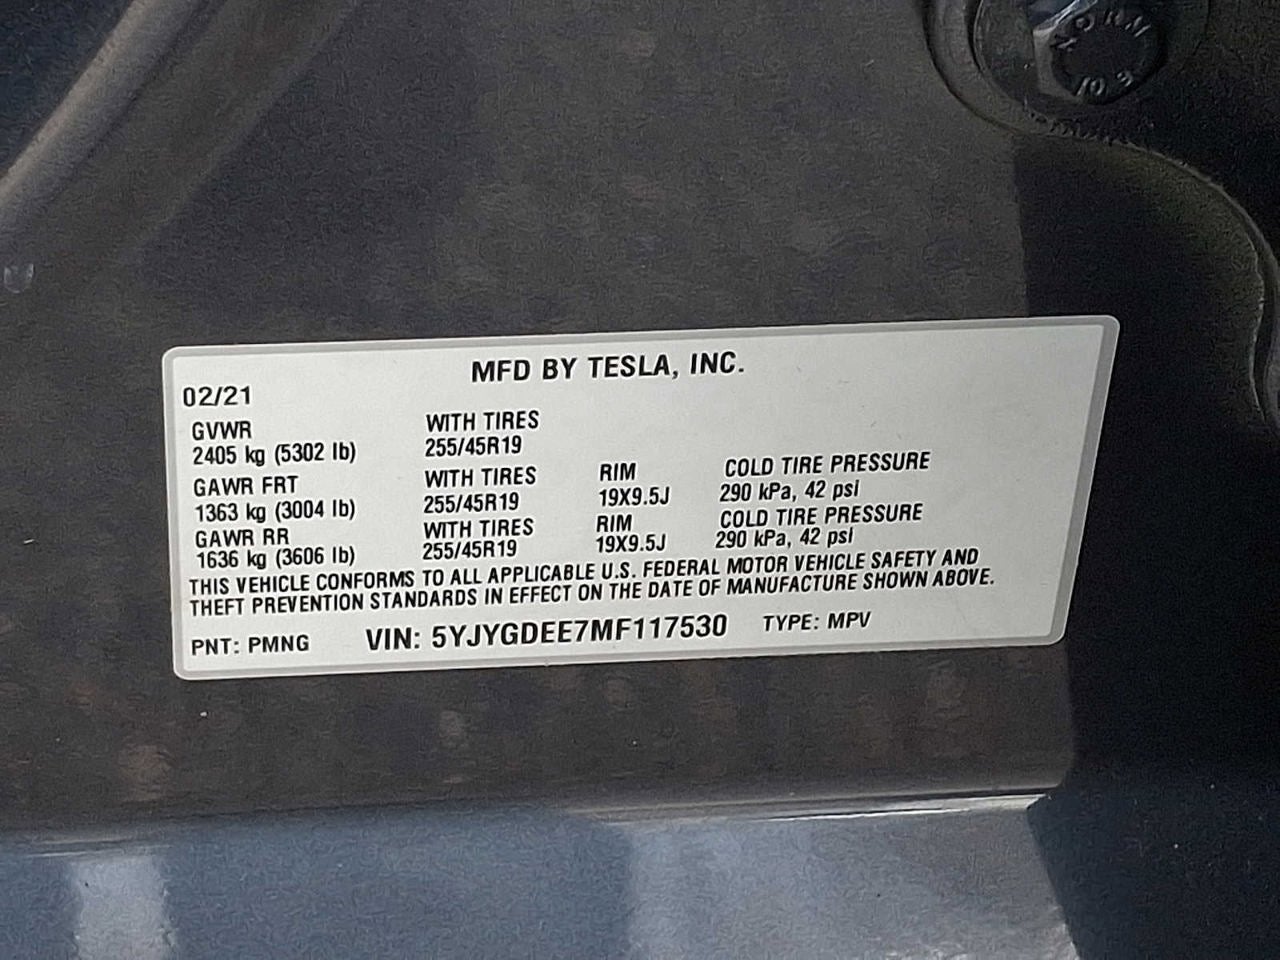 MFD BY TESLA, INC.
02/21
GVWR WITH TIRES
2405 kg (5302 lb) 255/45R19
GAWR FRT WITH TIRES RIM COLD TIRE PRESSURE
1363 kg (3004 lb) 255/45R19 19X9.5J 290 kPa, 42 psi
GAWR RR WITH TIRES RIM COLD TIRE PRESSURE
1636 kg (3606 lb) 255/45R19 19X9.5J 290 kPa, 42 psi
THIS VEHICLE CONFORMS TO ALL APPLICABLE U.S. FEDERAL MOTOR VEHICLE SAFETY AND
THEFT PREVENTION STANDARDS IN EFFECT ON THE DATE OF MANUFACTURE SHOWN ABOVE.
PNT: PMNG VIN: 5YJYGDEE7MF117530 TYPE: MPV